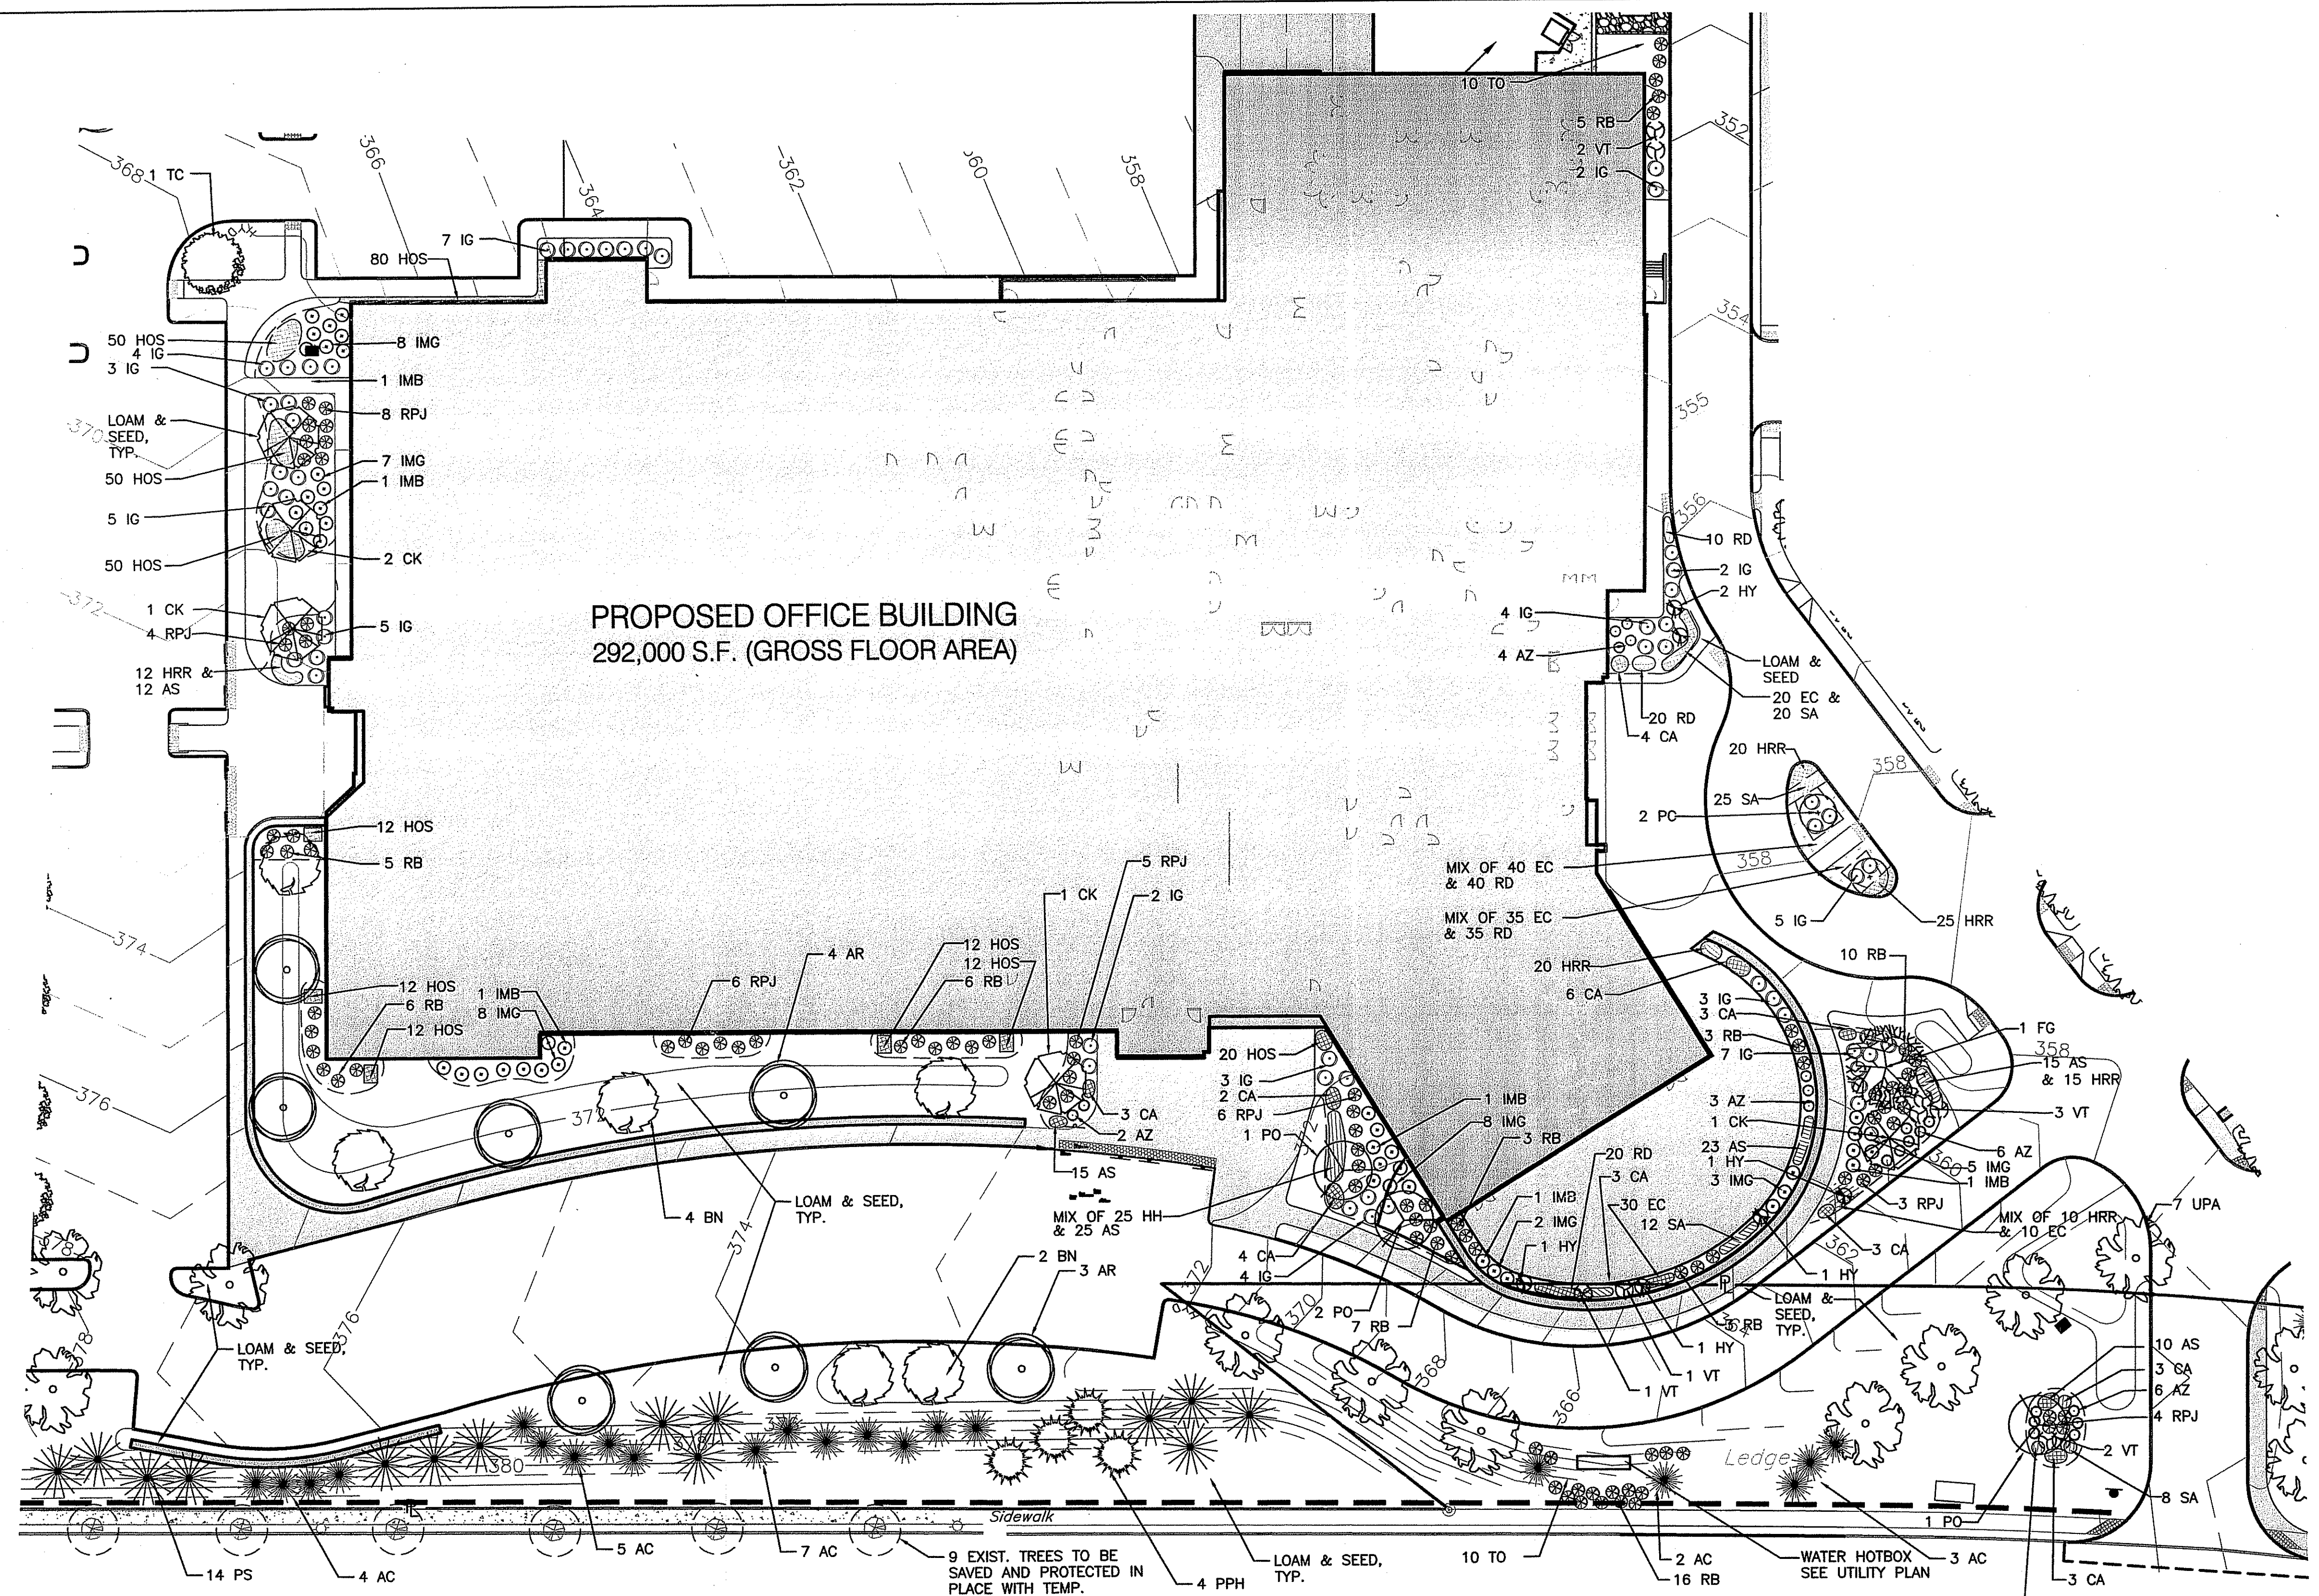 10 TO
5 RB
2 VT
2 IG
352
368
1 TC
366
364
362
358
HYD
7 IG
80 HOS
354
50 HOS
4 IG
3 IG
8 IMG
1 IMB
8 RPJ
355
LOAM &
SEED,
TYP.
370
50 HOS
7 IMG
1 IMB
5 IG
2 CK
50 HOS
356
10 RD
2 IG
2 HY
372
1 CK
4 RPJ
5 IG
12 HRR &
12 AS
PROPOSED OFFICE BUILDING
292,000 S.F. (GROSS FLOOR AREA)
4 IG
4 AZ
LOAM &
SEED
20 EC &
20 SA
20 RD
4 CA
20 HRR
358
25 SA
2 PC
12 HOS
5 RB
5 RPJ
1 CK
2 IG
MIX OF 40 EC
& 40 RD
358
MIX OF 35 EC
& 35 RD
5 IG
25 HRR
374
4 AR
12 HOS
12 HOS
6 RB
10 RB
20 HRR
6 CA
12 HOS
6 RB
12 HOS
1 IMB
8 IMG
6 RPJ
3 IG
3 CA
3 RB
7 IG
1 FG
358
15 AS
& 15 HRR
20 HOS
3 IG
2 CA
6 RPJ
1 PO
376
372
3 CA
2 AZ
1 IMB
8 IMG
3 RB
3 AZ
1 CK
23 AS
1 HY
3 IMG
3 VT
6 AZ
5 IMG
1 IMB
3 RPJ
360
15 AS
372
20 RD
3 CA
30 EC
12 SA
1 IMB
2 IMG
1 HY
MIX OF 25 HH
& 25 AS
LOAM & SEED,
TYP.
4 BN
374
MIX OF 10 HRR
& 10 EC
3 CA
7 UPA
362
2 BN
3 AR
4 CA
4 IG
372
1 HY
370
2 PO
7 RB
LOAM &
SEED,
TYP.
3 RB
364
1 HY
1 VT
1 VT
378
376
378
LOAM & SEED,
TYP.
368
366
10 AS
3 CA
6 AZ
4 RPJ
2 VT
8 SA
380
Ledge
Sidewalk
1 PO
14 PS
4 AC
5 AC
7 AC
9 EXIST. TREES TO BE
SAVED AND PROTECTED IN
PLACE WITH TEMP.
4 PPH
LOAM & SEED,
TYP.
10 TO
2 AC
16 RB
WATER HOTBOX
SEE UTILITY PLAN
3 AC
3 CA